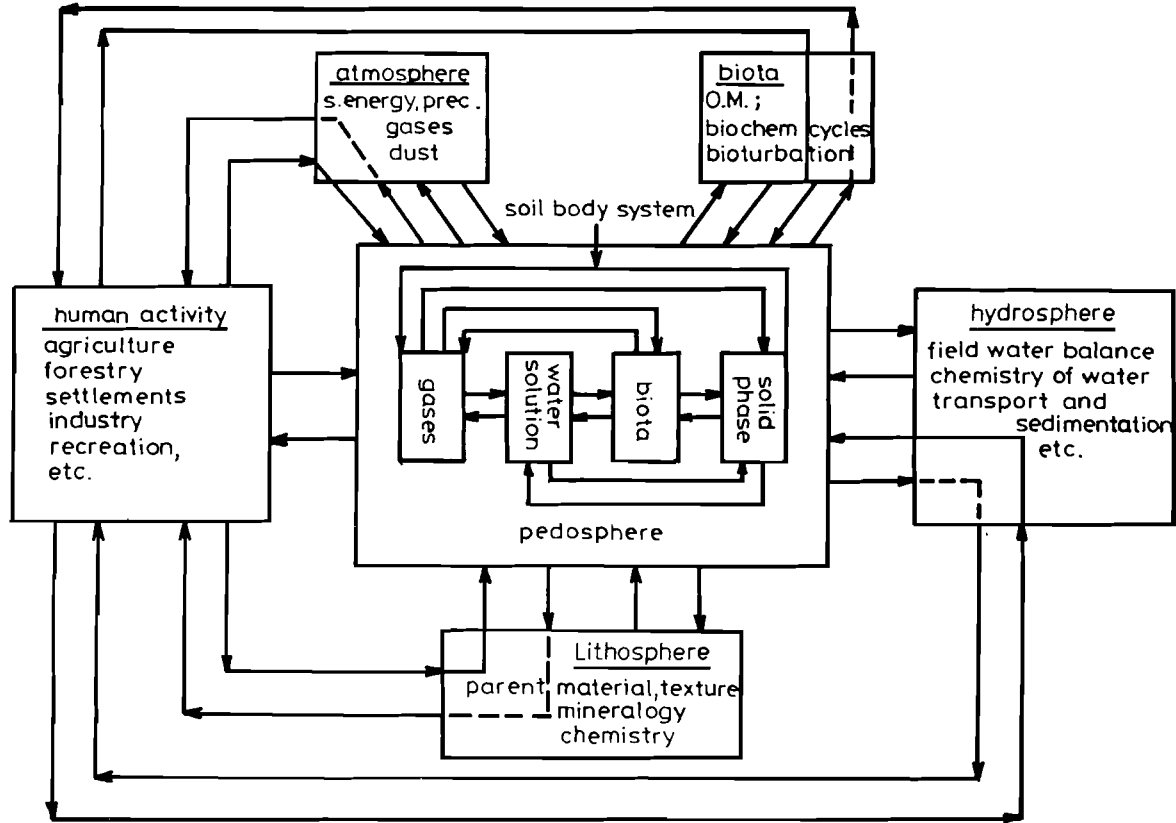 atmosphere
s.energy, prec.
gases
dust
biota
O.M.;
biochem cycles
bioturbation
soil body system
human activity
agriculture
forestry
settlements
industry
recreation,
etc.
gases
water
solution
biota
solid
phase
pedosphere
hydrosphere
field water balance
chemistry of water
transport and
sedimentation
etc.
Lithosphere
parent material, texture
mineralogy
chemistry